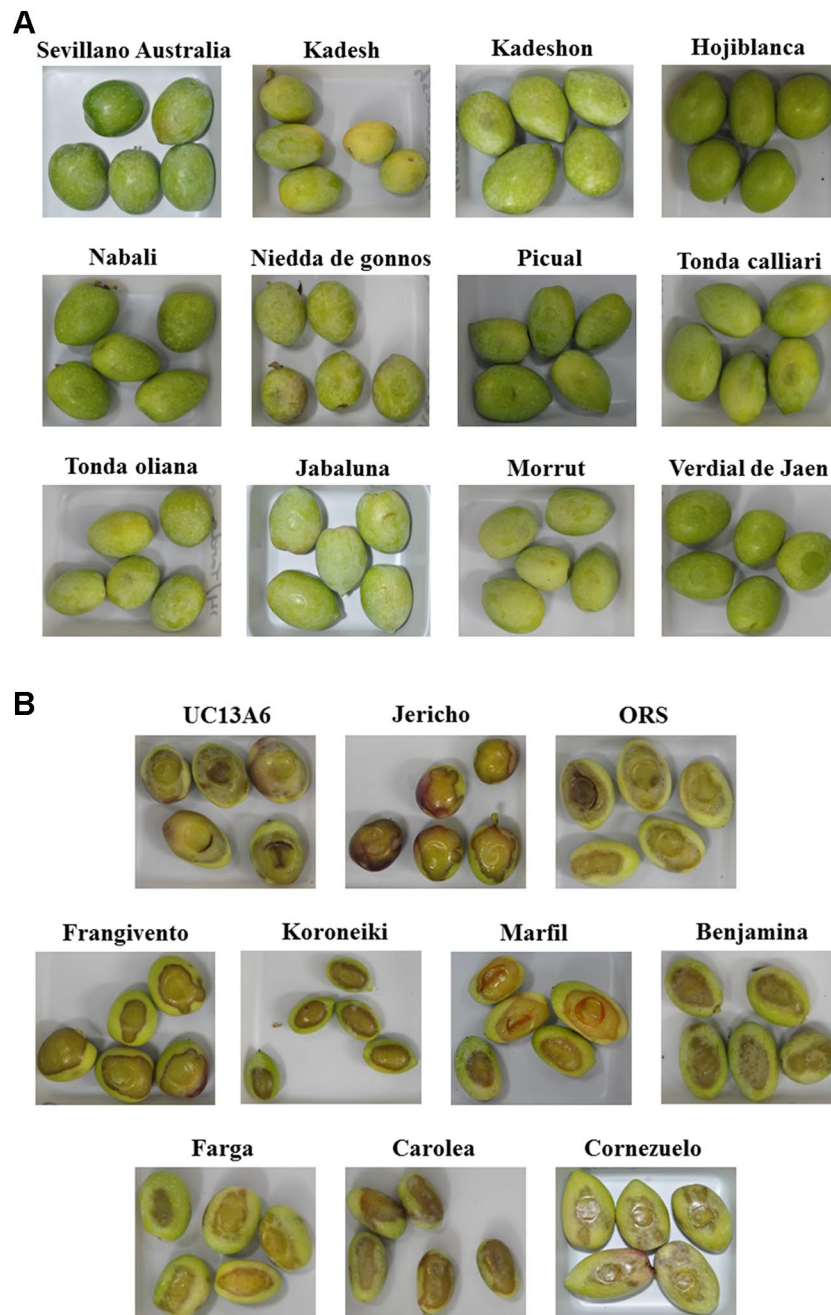 A
Sevillano Australia
Kadesh
Kadeshon
Hojiblanca
Nabali
Niedda de gonnos
Picual
Tonda calliari
Tonda oliana
Jabaluna
Morrut
Verdial de Jaen
B
UC13A6
Jericho
ORS
Frangivento
Koroneiki
Marfil
Benjamina
Farga
Carolea
Cornezuelo